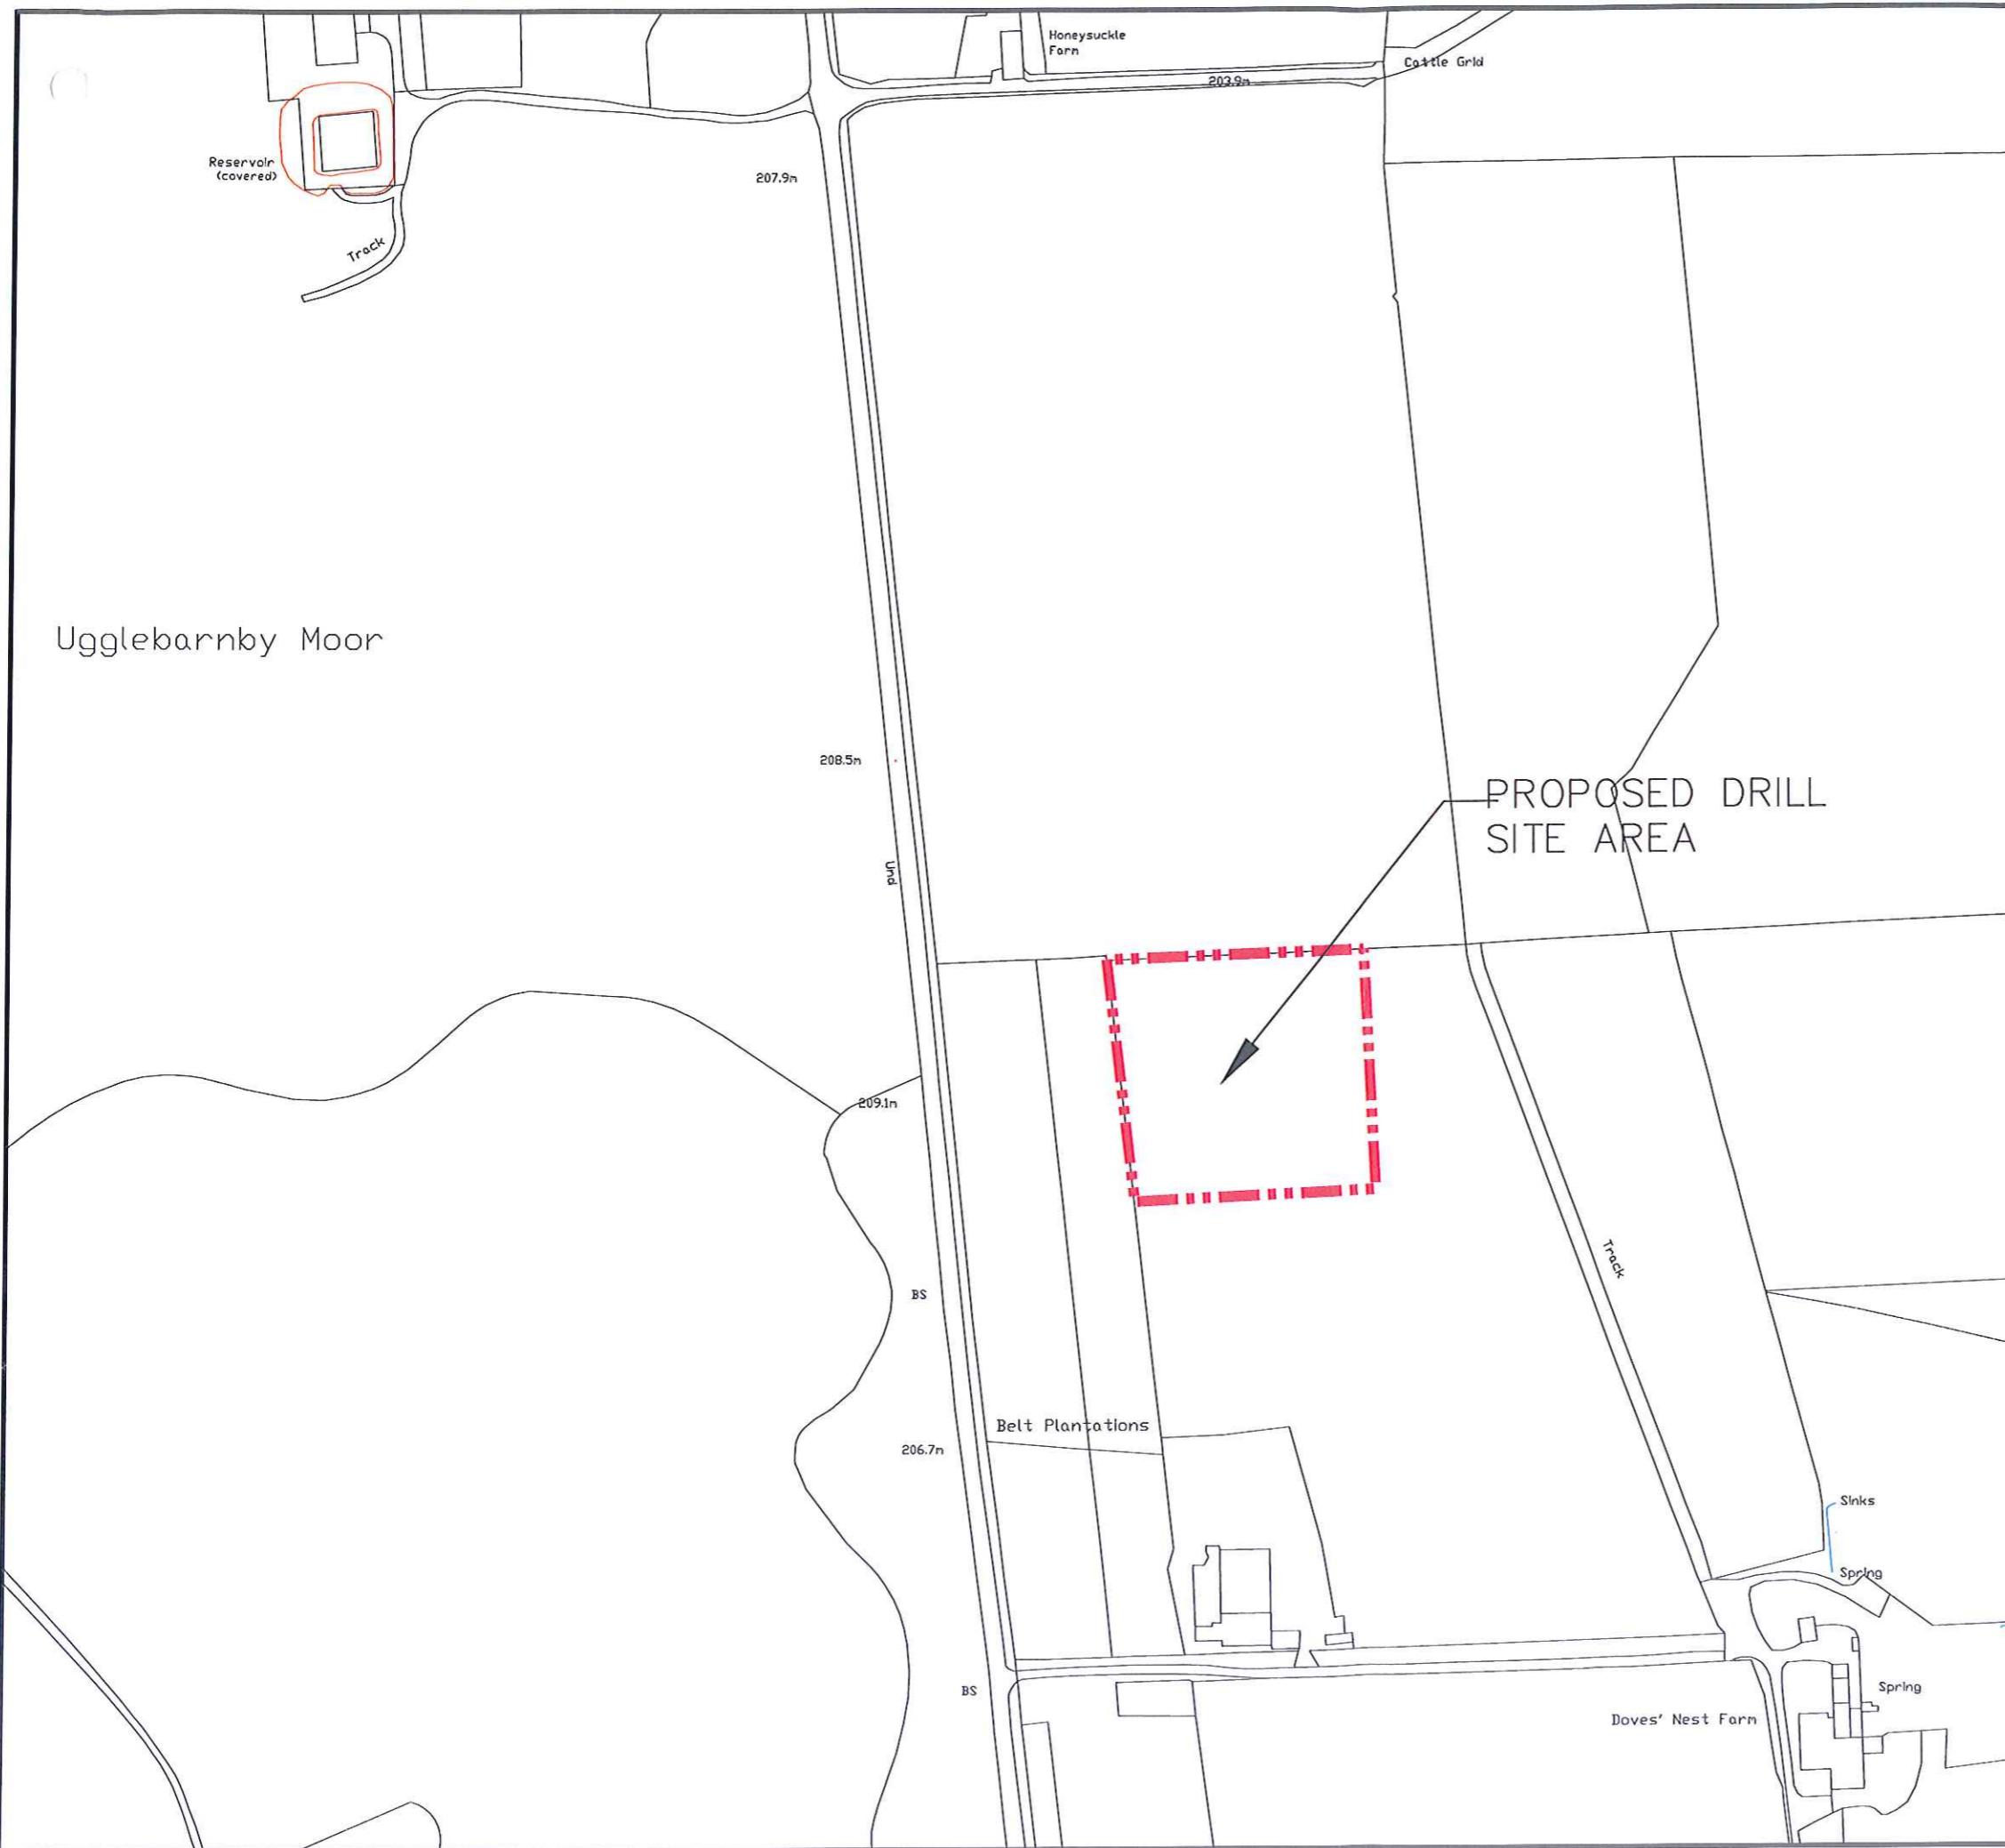 Honeysuckle
Farm
Cattle Grid
203.9m
Reservoir
(covered)
207.9m
Track
Ugglebarnby Moor
208.5m
PROPOSED DRILL
SITE AREA
Und
209.1m
Track
BS
Belt Plantations
206.7m
Sinks
Spring
BS
Spring
Doves' Nest Farm